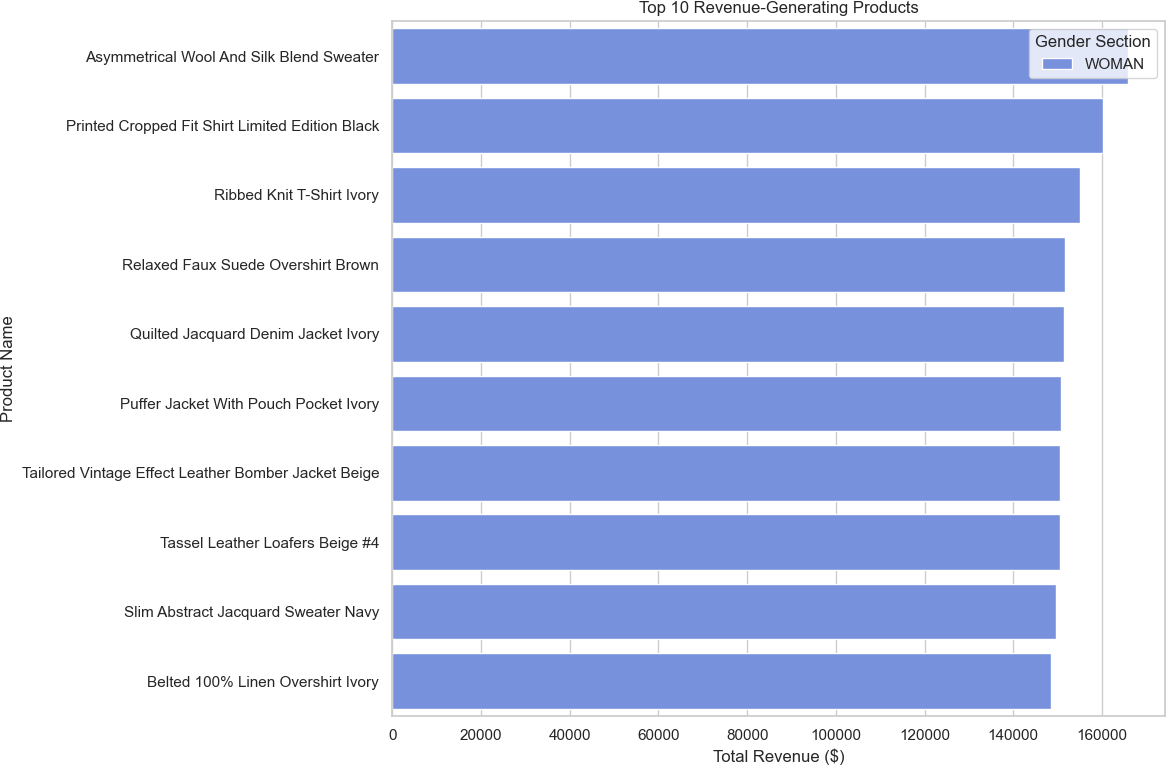 Top 10 Revenue-Generating Products
Gender Section
WOMAN
Product Name
Asymmetrical Wool And Silk Blend Sweater
Printed Cropped Fit Shirt Limited Edition Black
Ribbed Knit T-Shirt Ivory
Relaxed Faux Suede Overshirt Brown
Quilted Jacquard Denim Jacket Ivory
Puffer Jacket With Pouch Pocket Ivory
Tailored Vintage Effect Leather Bomber Jacket Beige
Tassel Leather Loafers Beige #4
Slim Abstract Jacquard Sweater Navy
Belted 100% Linen Overshirt Ivory
0 20000 40000 60000 80000 100000 120000 140000 160000
Total Revenue ($)